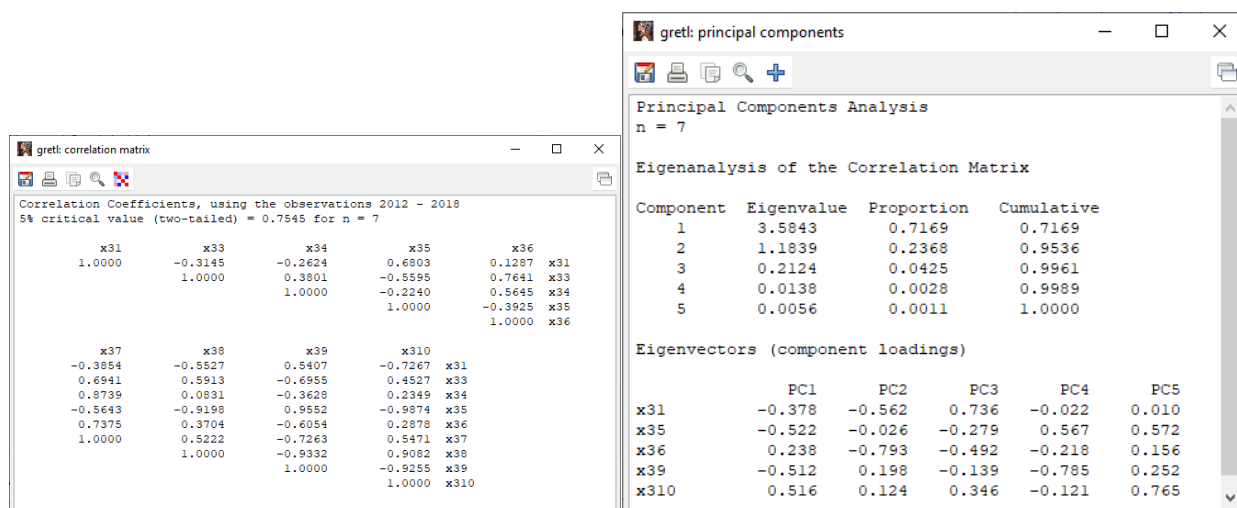 gretl: correlation matrix
Correlation Coefficients, using the observations 2012 - 2018
5% critical value (two-tailed) = 0.7545 for n = 7
x31 x33 x34 x35 x36
1.0000 -0.3145 -0.2624 0.6803 0.1287 x31
1.0000 0.3801 -0.5595 0.7641 x33
1.0000 -0.2240 0.5645 x34
1.0000 -0.3925 x35
1.0000 x36
x37 x38 x39 x310
-0.3854 -0.5527 0.5407 -0.7267 x31
0.6941 0.5913 -0.6955 0.4527 x33
0.8739 0.0831 -0.3628 0.2349 x34
-0.5643 -0.9198 0.9552 -0.9874 x35
0.7375 0.3704 -0.6054 0.2878 x36
1.0000 0.5222 -0.7263 0.5471 x37
1.0000 -0.9332 0.9082 x38
1.0000 -0.9255 x39
1.0000 x310
gretl: principal components
Principal Components Analysis
n = 7
Eigenanalysis of the Correlation Matrix
Component Eigenvalue Proportion Cumulative
1 3.5843 0.7169 0.7169
2 1.1839 0.2368 0.9536
3 0.2124 0.0425 0.9961
4 0.0138 0.0028 0.9989
5 0.0056 0.0011 1.0000
Eigenvectors (component loadings)
PC1 PC2 PC3 PC4 PC5
x31 -0.378 -0.562 0.736 -0.022 0.010
x35 -0.522 -0.026 -0.279 0.567 0.572
x36 0.238 -0.793 -0.492 -0.218 0.156
x39 -0.512 0.198 -0.139 -0.785 0.252
x310 0.516 0.124 0.346 -0.121 0.765